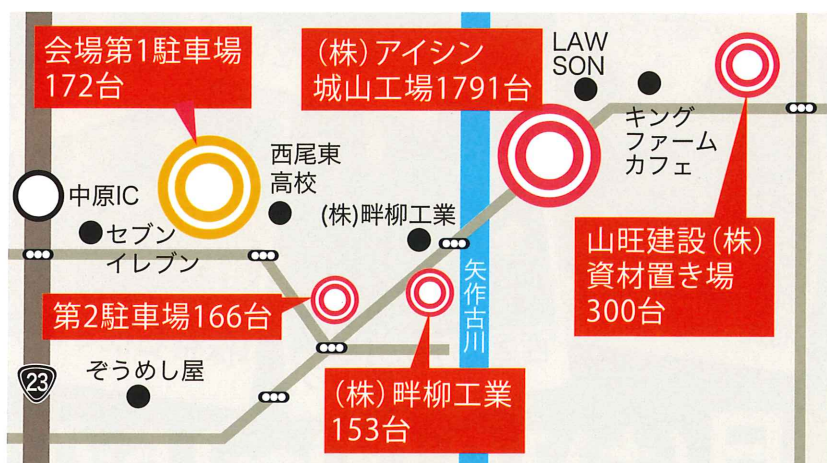 会場第1駐車場
172台
(株)アイシン
城山工場1791台
LAW
SON
キング
ファーム
カフェ
西尾東
高校
中原IC
セブン
イレブン
(株)畔柳工業
山旺建設(株)
資材置き場
300台
矢作古川
第2駐車場166台
23
ぞうめし屋
(株)畔柳工業
153台